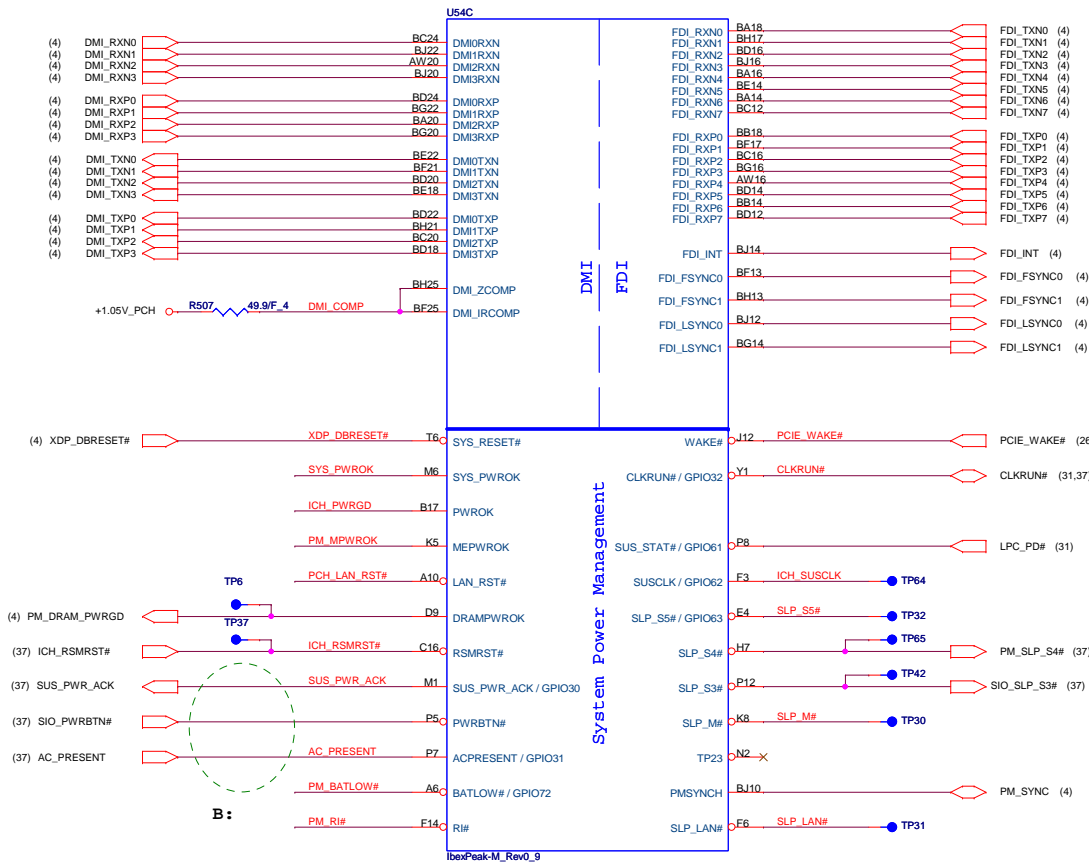 U54C
(4) DMI_RXN0 BC24 DMI0RXN
(4) DMI_RXN1 BJ22 DMI1RXN
(4) DMI_RXN2 AW20 DMI2RXN
(4) DMI_RXN3 BJ20 DMI3RXN
(4) DMI_RXP0 BD24 DMI0RXP
(4) DMI_RXP1 BG22 DMI1RXP
(4) DMI_RXP2 BA20 DMI2RXP
(4) DMI_RXP3 BG20 DMI3RXP
(4) DMI_TXN0 BE22 DMI0TXN
(4) DMI_TXN1 BF21 DMI1TXN
(4) DMI_TXN2 BD20 DMI2TXN
(4) DMI_TXN3 BE18 DMI3TXN
(4) DMI_TXP0 BD22 DMI0TXP
(4) DMI_TXP1 BH21 DMI1TXP
(4) DMI_TXP2 BC20 DMI2TXP
(4) DMI_TXP3 BD18 DMI3TXP
BH25 DMI_ZCOMP
+1.05V_PCH R507 49.9/F_4 DMI_COMP BF25 DMI_IRCOMP
DMI
FDI
FDI_RXN0 BA18 FDI_TXN0 (4)
FDI_RXN1 BH17 FDI_TXN1 (4)
FDI_RXN2 BD16 FDI_TXN2 (4)
FDI_RXN3 BJ16 FDI_TXN3 (4)
FDI_RXN4 BA16 FDI_TXN4 (4)
FDI_RXN5 BE14 FDI_TXN5 (4)
FDI_RXN6 BA14 FDI_TXN6 (4)
FDI_RXN7 BC12 FDI_TXN7 (4)
FDI_RXP0 BB18 FDI_TXP0 (4)
FDI_RXP1 BF17 FDI_TXP1 (4)
FDI_RXP2 BC16 FDI_TXP2 (4)
FDI_RXP3 BG16 FDI_TXP3 (4)
FDI_RXP4 AW16 FDI_TXP4 (4)
FDI_RXP5 BD14 FDI_TXP5 (4)
FDI_RXP6 BB14 FDI_TXP6 (4)
FDI_RXP7 BD12 FDI_TXP7 (4)
FDI_INT BJ14 FDI_INT (4)
FDI_FSYNC0 BF13 FDI_FSYNC0 (4)
FDI_FSYNC1 BH13 FDI_FSYNC1 (4)
FDI_LSYNC0 BJ12 FDI_LSYNC0 (4)
FDI_LSYNC1 BG14 FDI_LSYNC1 (4)
(4) XDP_DBRESET# XDP_DBRESET# T6 SYS_RESET#
SYS_PWROK M6 SYS_PWROK
ICH_PWRGD B17 PWROK
PM_MPWROK K5 MEPWROK
PCH_LAN_RST# A10 LAN_RST#
TP6
(4) PM_DRAM_PWRGD D9 DRAMPWROK
TP37
(37) ICH_RSMRST# ICH_RSMRST# C16 RSMRST#
(37) SUS_PWR_ACK SUS_PWR_ACK M1 SUS_PWR_ACK / GPIO30
(37) SIO_PWRBTN# P5 PWRBTN#
(37) AC_PRESENT AC_PRESENT P7 ACPRESENT / GPIO31
PM_BATLOW# A6 BATLOW# / GPIO72
B:
PM_RI# F14 RI#
System Power Management
WAKE# J12 PCIE_WAKE# PCIE_WAKE# (26
CLKRUN# / GPIO32 Y1 CLKRUN# CLKRUN# (31,37)
SUS_STAT# / GPIO61 P8 LPC_PD# (31)
SUSCLK / GPIO62 F3 ICH_SUSCLK TP64
SLP_S5# / GPIO63 E4 SLP_S5# TP32
TP65
SLP_S4# H7 PM_SLP_S4# (37)
TP42
SLP_S3# P12 SIO_SLP_S3# (37)
SLP_M# K8 SLP_M# TP30
TP23 N2
PMSYNCH BJ10 PM_SYNC (4)
SLP_LAN# F6 SLP_LAN# TP31
IbexPeak-M_Rev0_9